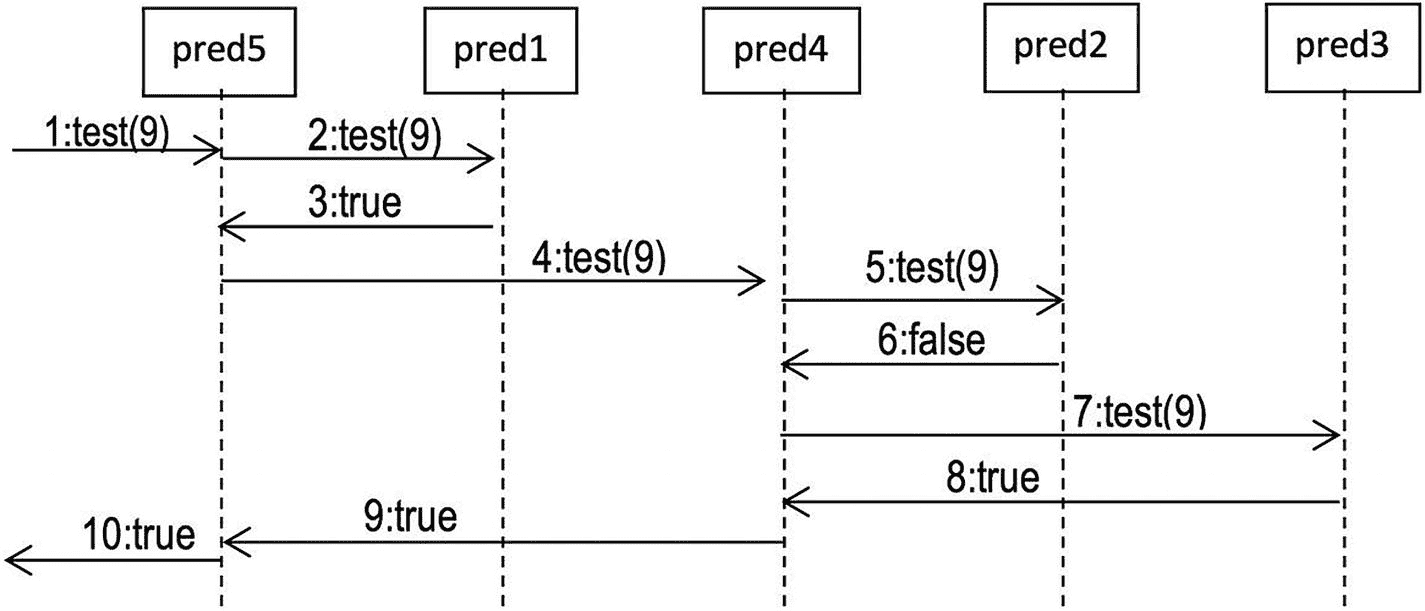 pred5
pred1
pred4
pred2
pred3
1:test(9)
2:test(9)
3:true
4:test(9)
5:test(9)
6:false
7:test(9)
8:true
9:true
10:true